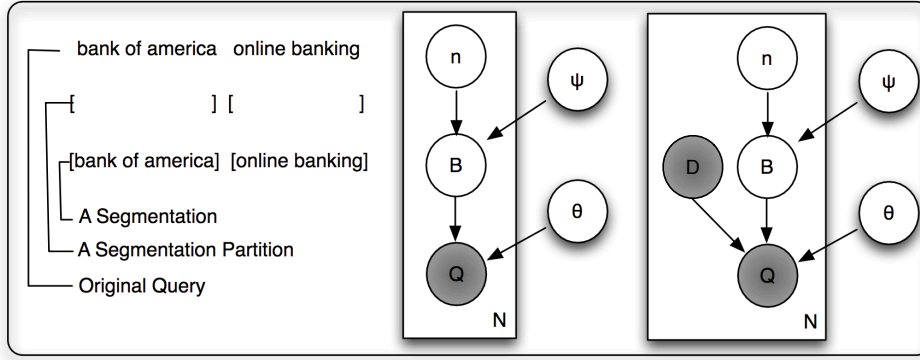 bank of america online banking
[ ] [ ]
[bank of america] [online banking]
A Segmentation
A Segmentation Partition
Original Query
n
ψ
B
θ
Q
N
n
ψ
D
B
θ
Q
N